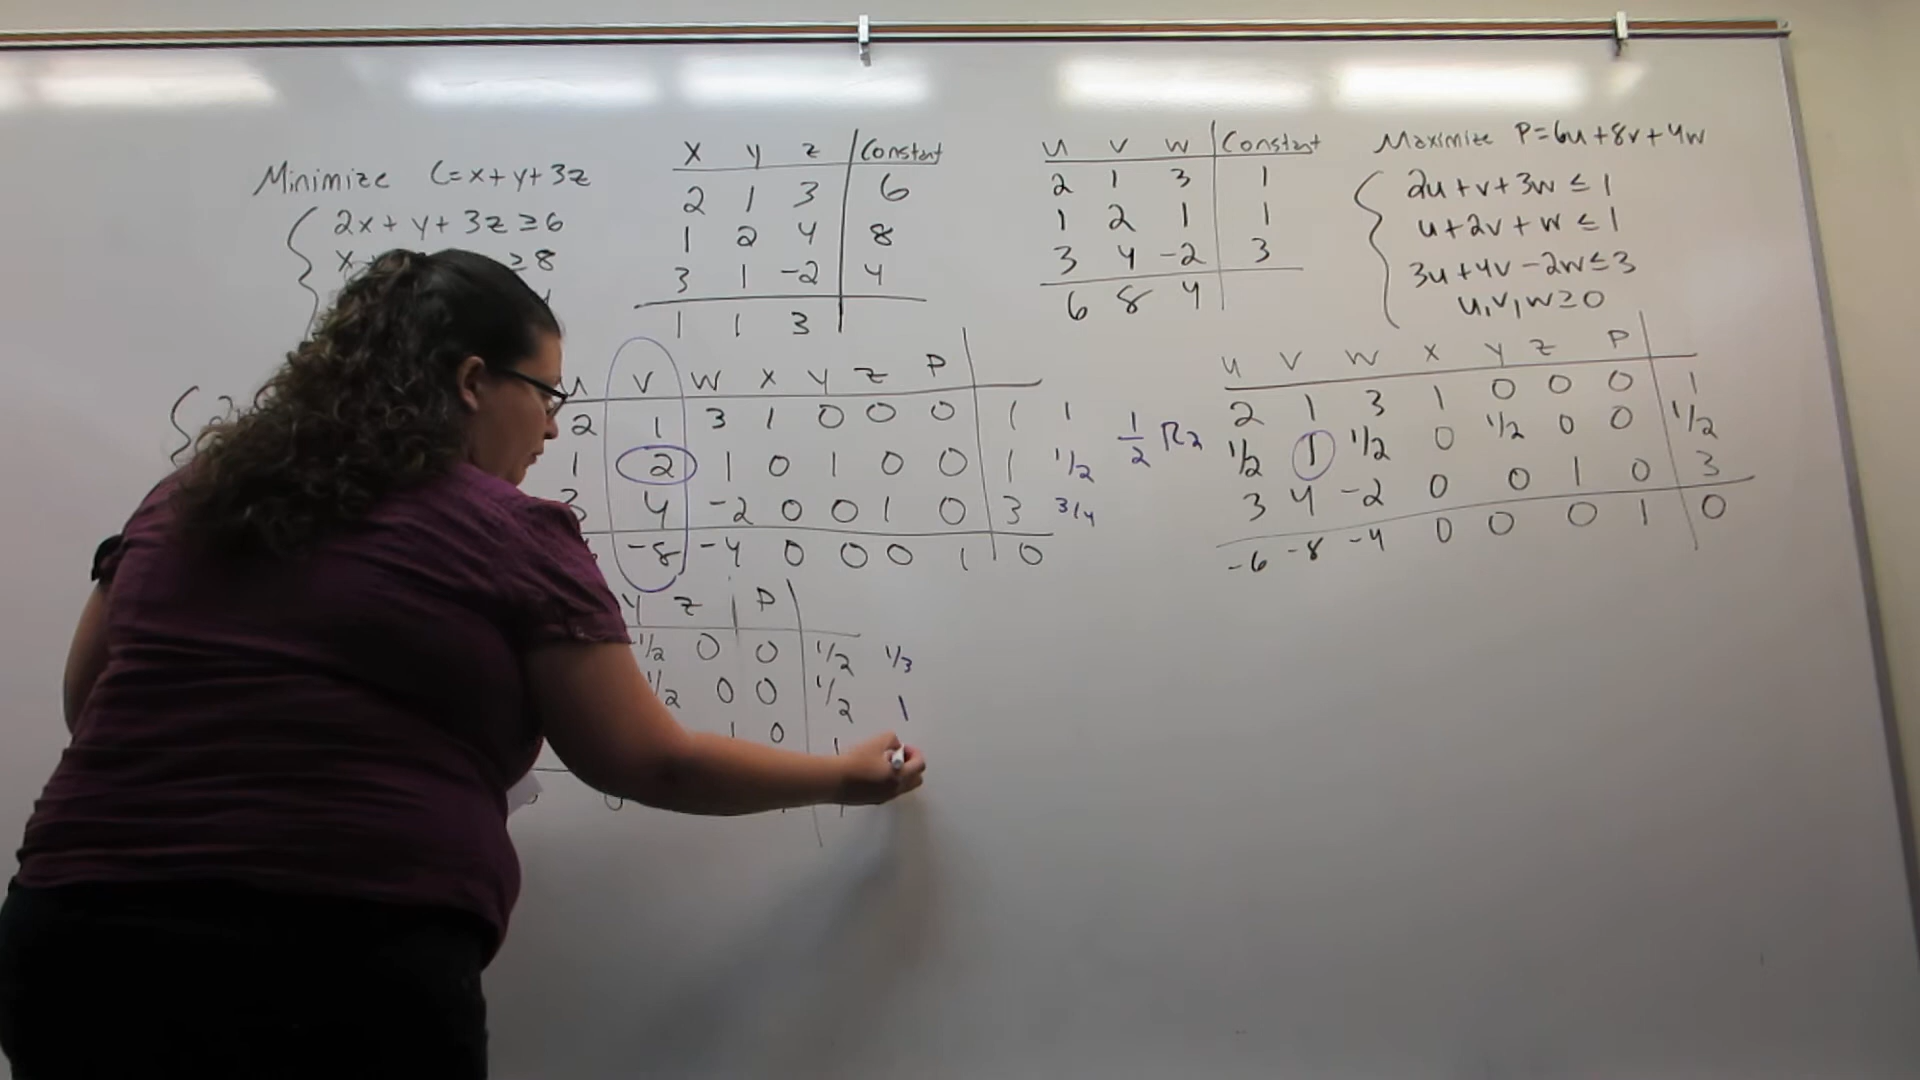 Minimize C=x+y+3z
2x+y+3z≥6
x ≥8
x y z Constant
2 1 3 6
1 2 4 8
3 1 -2 4
1 1 3
u v w Constant
2 1 3 1
1 2 1 1
3 4 -2 3
6 8 4
Maximize P=6u+8v+4w
2u+v+3w≤1
u+2v+w≤1
3u+4v-2w≤3
u,v,w≥0
u v w x y z P
2 1 3 1 0 0 0 1 1
1 2 1 0 1 0 0 1 1/2
3 4 -2 0 0 1 0 3 3/4
-8 -4 0 0 0 1 0
1/2 R2
u v w x y z P
2 1 3 1 0 0 0 1
1/2 1 1/2 0 1/2 0 0 1/2
3 4 -2 0 0 1 0 3
-6 -8 -4 0 0 0 1 0
y z P
-1/2 0 0 1/2 1/3
1/2 0 0 1/2 1
1 0 1